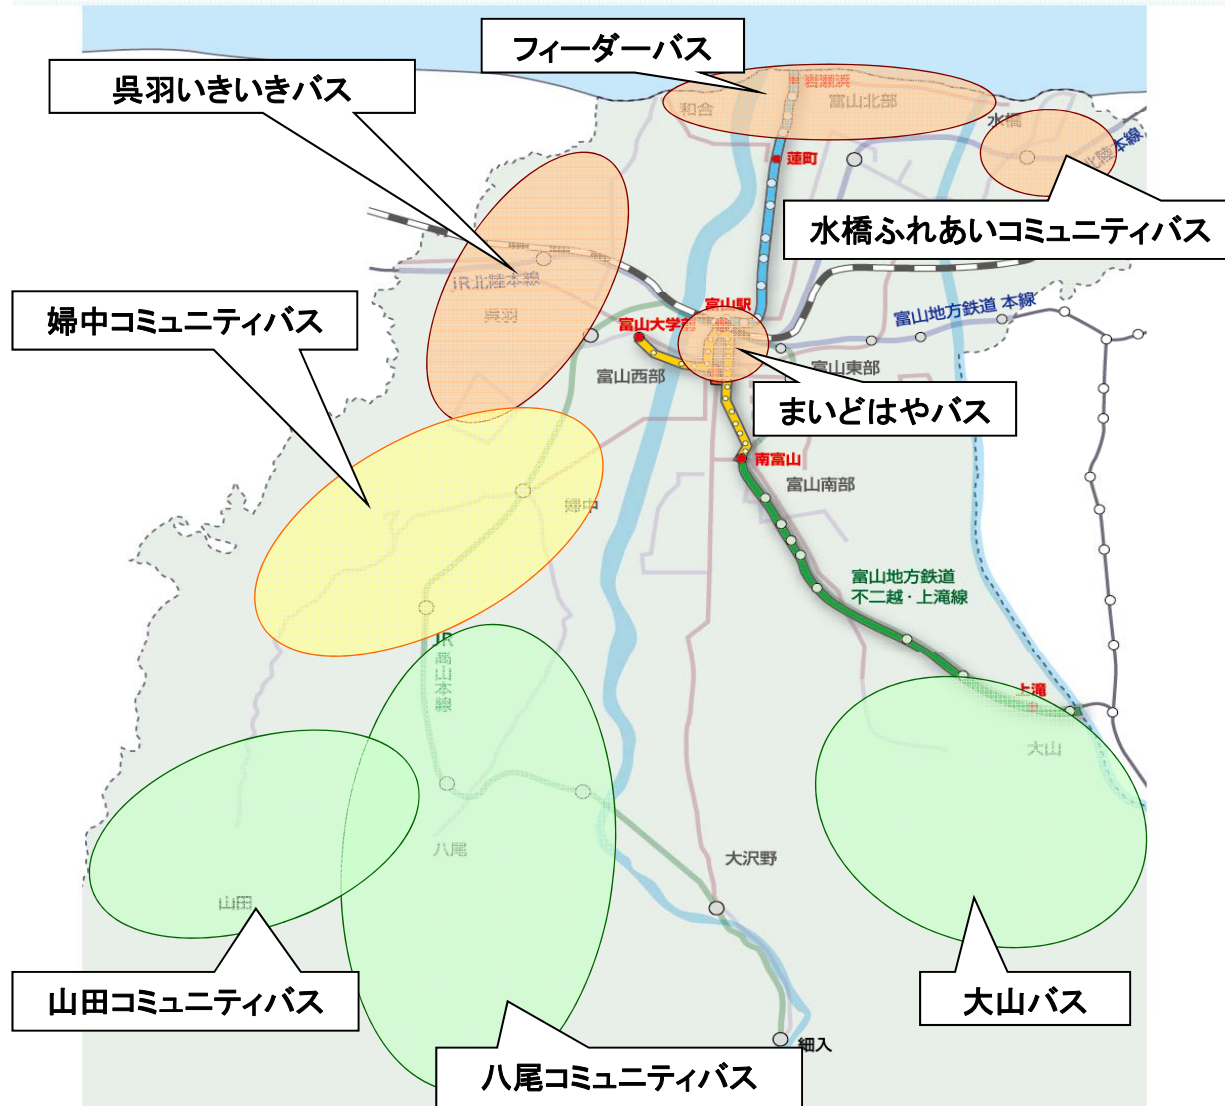 フィーダーバス
呉羽いきいきバス
岩瀬浜
和合
富山北部
水橋
北陸本線
蓮町
水橋ふれあいコミュニティバス
JR北陸本線
呉羽
婦中コミュニティバス
富山駅
富山大学
富山地方鉄道 本線
富山西部
富山東部
まいどはやバス
南富山
富山南部
婦中
富山地方鉄道
不二越・上滝線
JR
高山本線
上滝
大山
八尾
大沢野
山田
山田コミュニティバス
大山バス
細入
八尾コミュニティバス